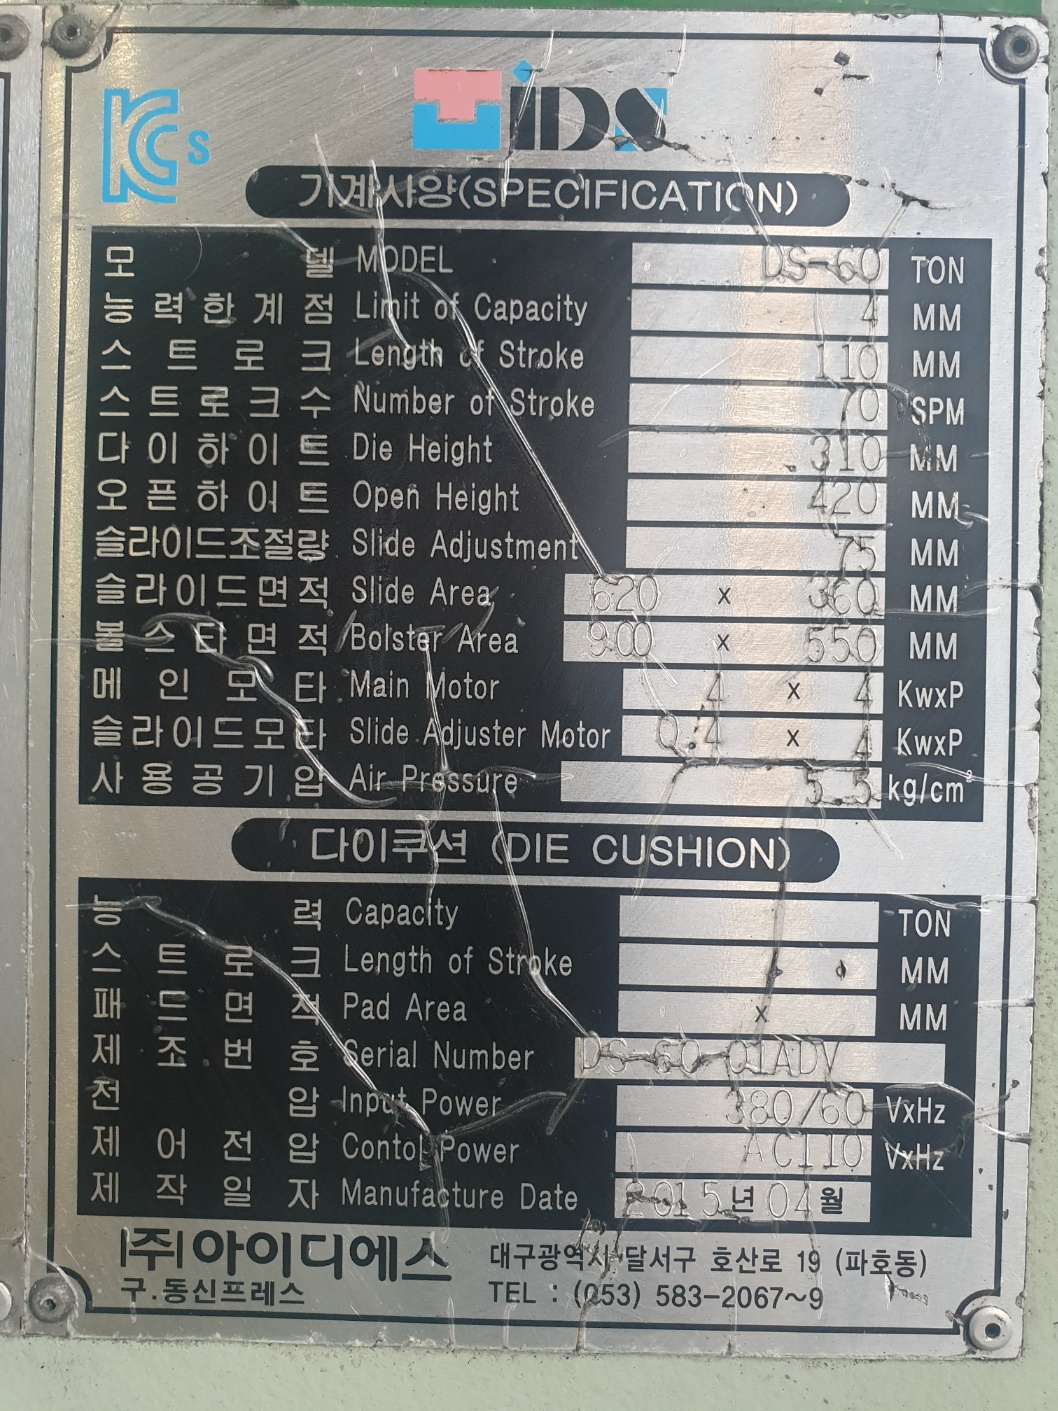 KCs
iDS
기계사양(SPECIFICATION)
모 델 MODEL DS-60 TON
능력한계점 Limit of Capacity 4 MM
스트로크 Length of Stroke 110 MM
스트로크수 Number of Stroke 70 SPM
다이하이트 Die Height 310 MM
오픈하이트 Open Height 420 MM
슬라이드조절량 Slide Adjustment 75 MM
슬라이드면적 Slide Area 620 x 360 MM
볼스타면적 Bolster Area 900 x 550 MM
메인모타 Main Motor 4 x 4 KwxP
슬라이드모타 Slide Adjuster Motor 0.4 x 4 KwxP
사용공기압 Air Pressure 5.5 kg/cm²
다이쿠션 (DIE CUSHION)
능력 Capacity TON
스트로크 Length of Stroke MM
패드면적 Pad Area x MM
제조번호 Serial Number DS-60-01ADV
전압 Input Power 380/60 VxHz
제어전압 Contol Power AC110 VxHz
제작일자 Manufacture Date 2015년 04월
(주)아이디에스 대구광역시 달서구 호산로 19 (파호동)
구.동신프레스 TEL : (053) 583-2067~9